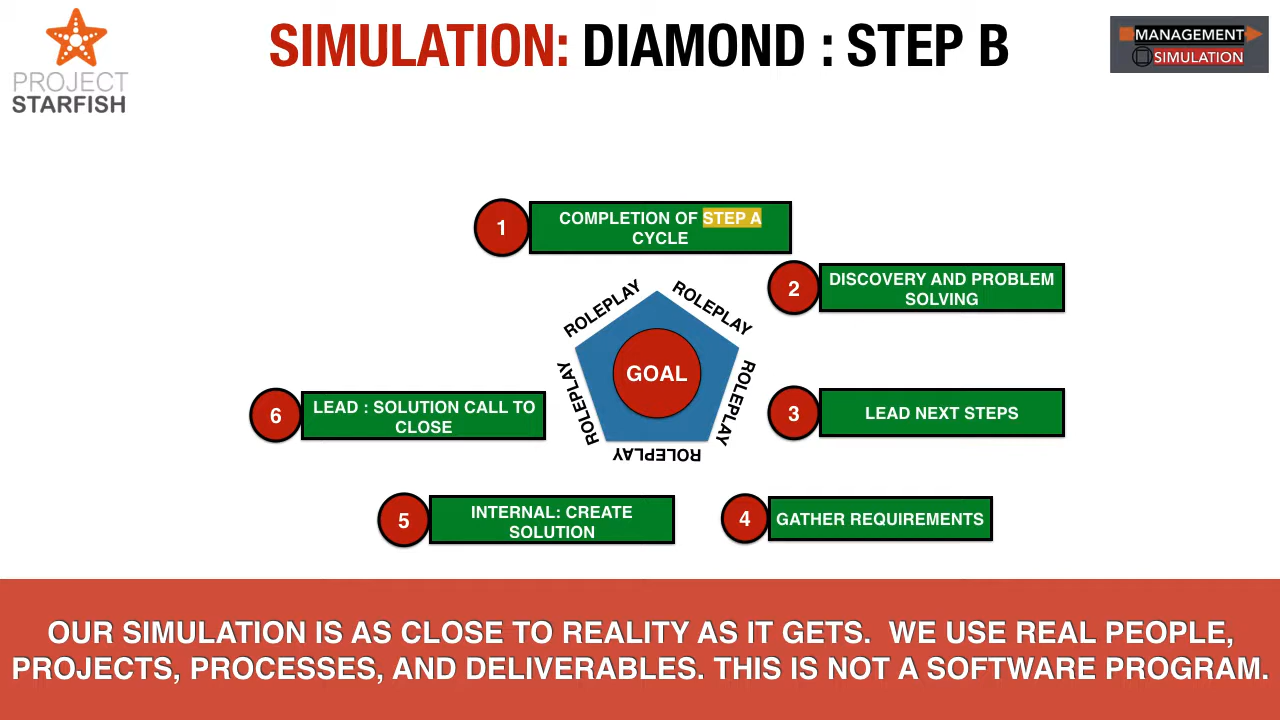 PROJECT
STARFISH
SIMULATION: DIAMOND : STEP B
MANAGEMENT
SIMULATION
1
COMPLETION OF STEP A
CYCLE
2
DISCOVERY AND PROBLEM
SOLVING
ROLEPLAY
ROLEPLAY
ROLEPLAY
ROLEPLAY
ROLEPLAY
GOAL
3
LEAD NEXT STEPS
6
LEAD : SOLUTION CALL TO
CLOSE
5
INTERNAL: CREATE
SOLUTION
4
GATHER REQUIREMENTS
OUR SIMULATION IS AS CLOSE TO REALITY AS IT GETS.  WE USE REAL PEOPLE,
PROJECTS, PROCESSES, AND DELIVERABLES. THIS IS NOT A SOFTWARE PROGRAM.